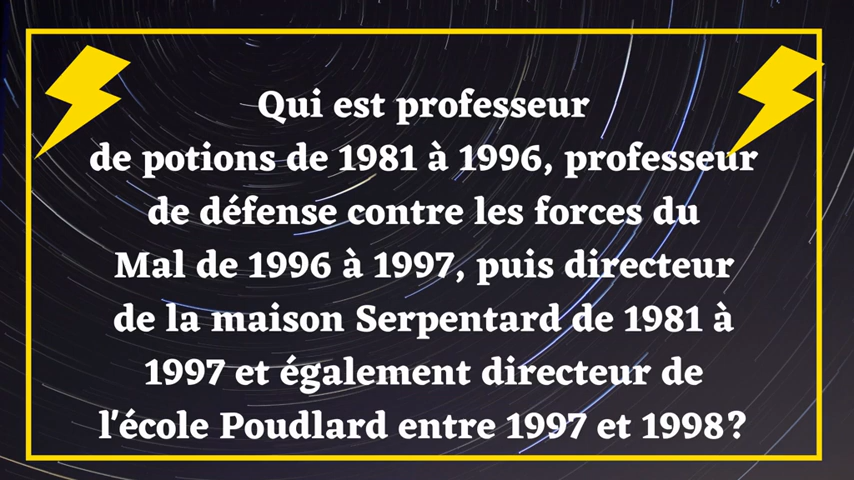 Qui est professeur
de potions de 1981 à 1996, professeur
de défense contre les forces du
Mal de 1996 à 1997, puis directeur
de la maison Serpentard de 1981 à
1997 et également directeur de
l'école Poudlard entre 1997 et 1998?